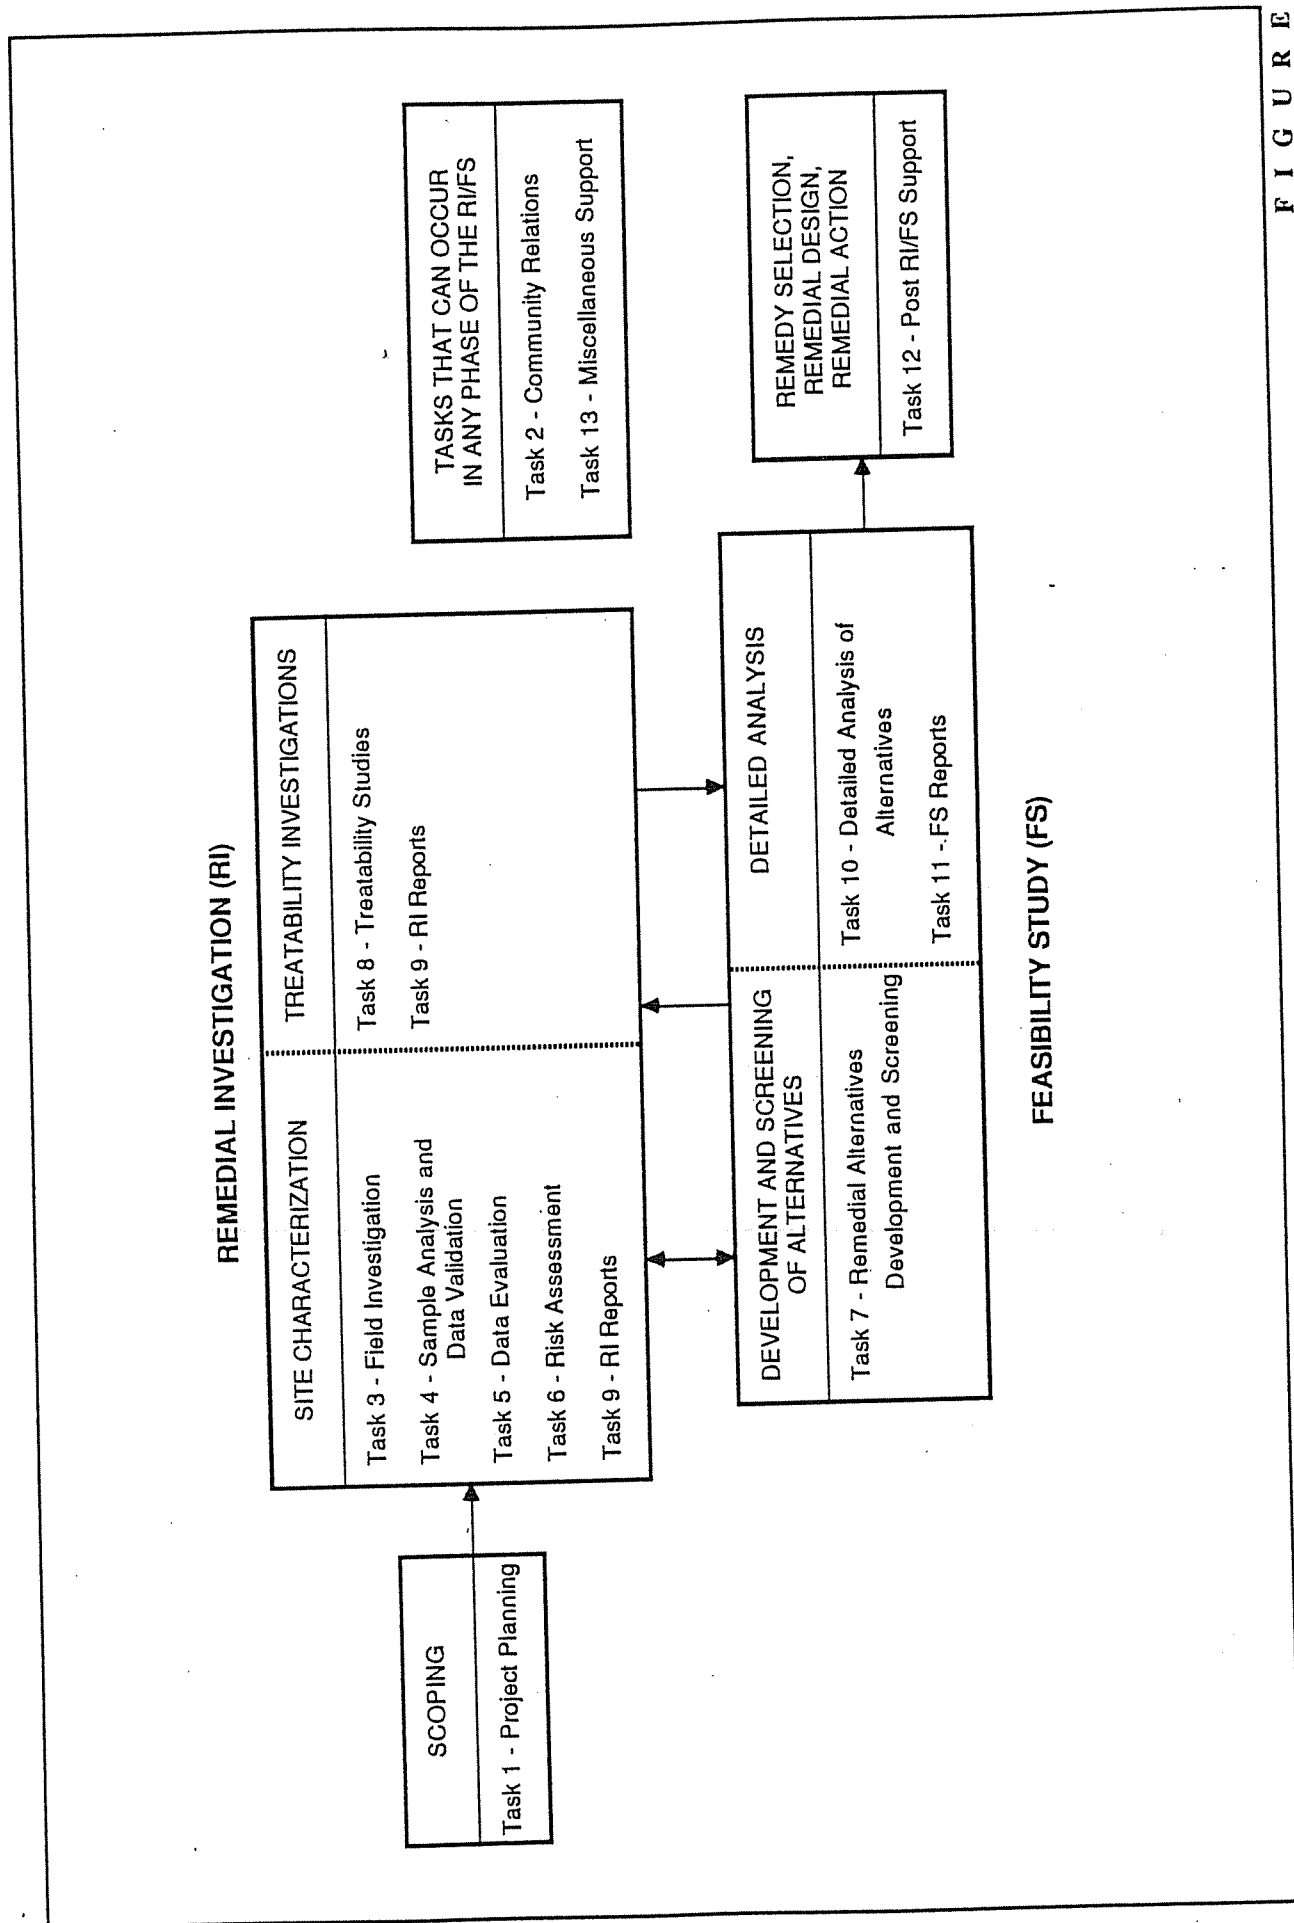 REMEDIAL INVESTIGATION (RI)
SCOPING
Task 1 - Project Planning
SITE CHARACTERIZATION
Task 3 - Field Investigation
Task 4 - Sample Analysis and
Data Validation
Task 5 - Data Evaluation
Task 6 - Risk Assessment
Task 9 - RI Reports
TREATABILITY INVESTIGATIONS
Task 8 - Treatability Studies
Task 9 - RI Reports
TASKS THAT CAN OCCUR
IN ANY PHASE OF THE RI/FS
Task 2 - Community Relations
Task 13 - Miscellaneous Support
DEVELOPMENT AND SCREENING
OF ALTERNATIVES
Task 7 - Remedial Alternatives
Development and Screening
DETAILED ANALYSIS
Task 10 - Detailed Analysis of
Alternatives
Task 11 - FS Reports
REMEDY SELECTION,
REMEDIAL DESIGN,
REMEDIAL ACTION
Task 12 - Post RI/FS Support
FEASIBILITY STUDY (FS)
FIGURE